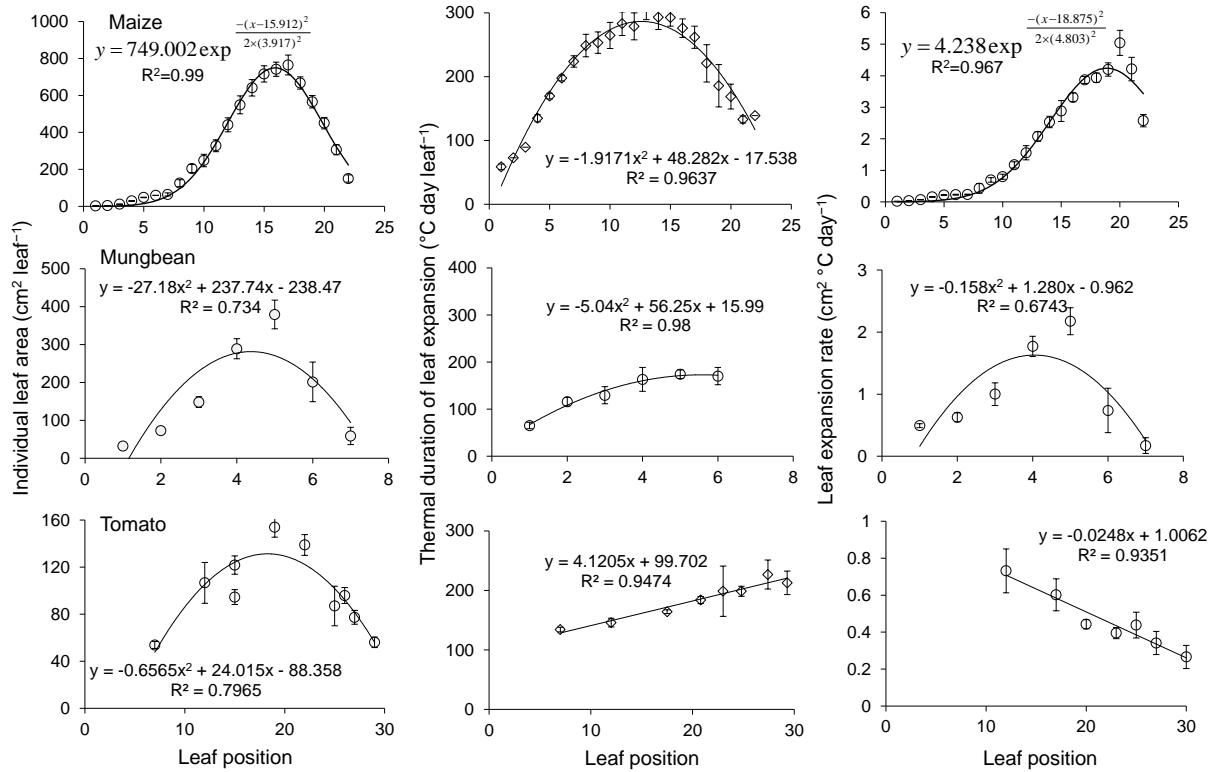 Individual leaf area (cm² leaf⁻¹)
Thermal duration of leaf expansion (°C day leaf⁻¹)
Leaf expansion rate (cm² °C day⁻¹)
Maize
1000
800
600
400
200
0
0 5 10 15 20 25
y = 749.002 exp −(x−15.912)² / 2×(3.917)²
R²=0.99
300
200
100
0
0 5 10 15 20 25
y = -1.9171x² + 48.282x - 17.538
R² = 0.9637
6
5
4
3
2
1
0
0 5 10 15 20 25
y = 4.238 exp −(x−18.875)² / 2×(4.803)²
R²=0.967
Mungbean
500
400
300
200
100
0
0 2 4 6 8
y = -27.18x² + 237.74x - 238.47
R² = 0.734
400
300
200
100
0
0 2 4 6 8
y = -5.04x² + 56.25x + 15.99
R² = 0.98
3
2
1
0
0 2 4 6 8
y = -0.158x² + 1.280x - 0.962
R² = 0.6743
Tomato
160
120
80
40
0
0 10 20 30
y = -0.6565x² + 24.015x - 88.358
R² = 0.7965
Leaf position
300
200
100
0
0 10 20 30
y = 4.1205x + 99.702
R² = 0.9474
Leaf position
1
0.8
0.6
0.4
0.2
0
0 10 20 30
y = -0.0248x + 1.0062
R² = 0.9351
Leaf position